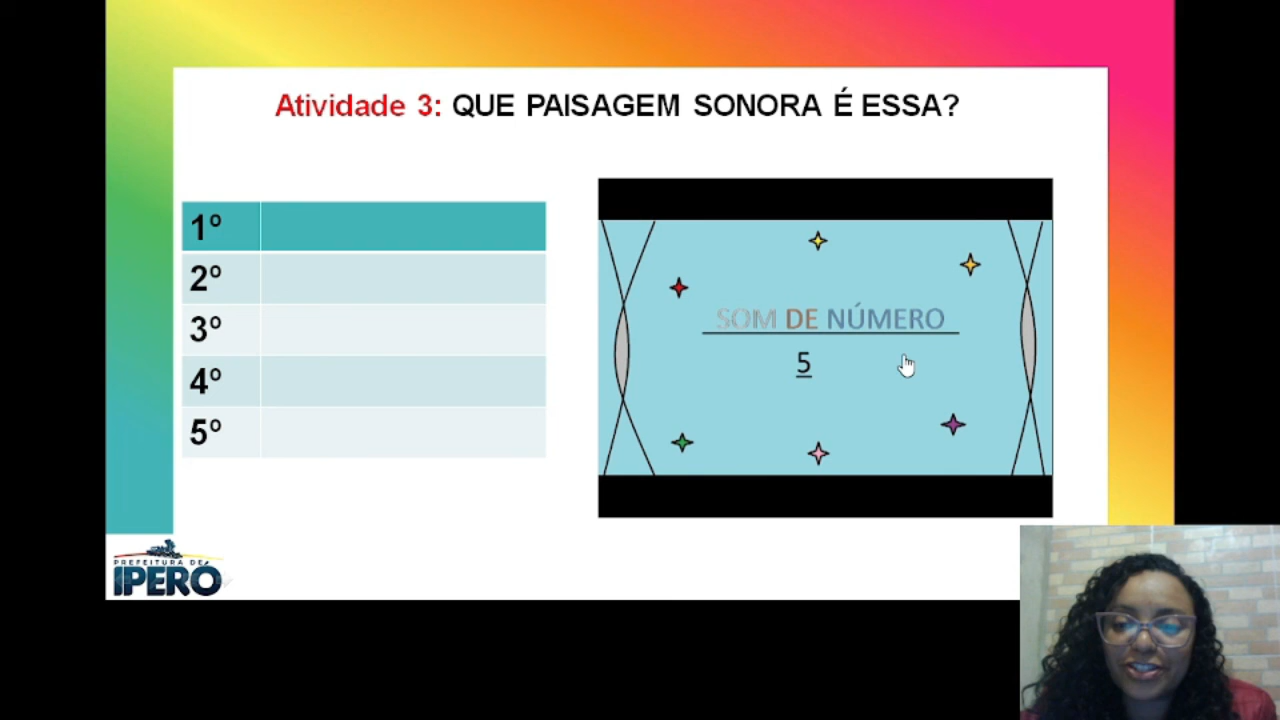 Atividade 3: QUE PAISAGEM SONORA É ESSA?
1º
2º
3º
4º
5º
SOM DE NÚMERO
5
PREFEITURA DE
IPERÓ